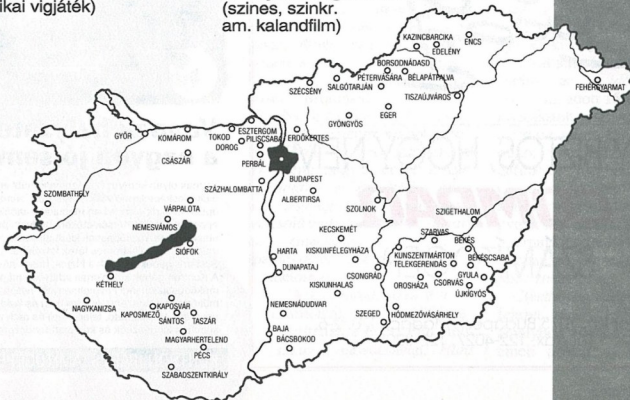 ikai vigjáték)
(szines, szinkr.
am. kalandfilm)
KAZINCBARCIKA
ENCS
EDELÉNY
BORSODNÁDASD
PÉTERVÁSÁRA
BÉLAPÁTFALVA
SZÉCSÉNY
SALGÓTARJÁN
TISZAÚJVÁROS
FEHÉRGYARMAT
GYÖNGYÖS
EGER
GYŐR
KOMÁROM
TOKOD
ESZTERGOM
PILISCSABA
DOROG
ERDŐKERTES
CSÁSZÁR
PERBÁL
BUDAPEST
SZÁZHALOMBATTA
ALBERTIRSA
SZOMBATHELY
VÁRPALOTA
SZOLNOK
NEMESVÁMOS
SZIGETHALOM
SIÓFOK
KECSKEMÉT
SZARVAS
BÉKÉS
HARTA
KISKUNFÉLEGYHÁZA
KUNSZENTMÁRTON
BÉKÉSCSABA
KÉTHELY
DUNAPATAJ
TELEKGERENDÁS
CSONGRÁD
GYULA
OROSHÁZA
CSORVÁS
ÚJKÍGYÓS
NAGYKANIZSA
KISKUNHALAS
KAPOSVÁR
KAPOSMEZŐ
SÁNTOS
TASZÁR
NEMESNÁDUDVAR
SZEGED
HÓDMEZŐVÁSÁRHELY
MAGYARHERTELEND
BAJA
PÉCS
BÁCSBOKOD
SZABADSZENTKIRÁLY